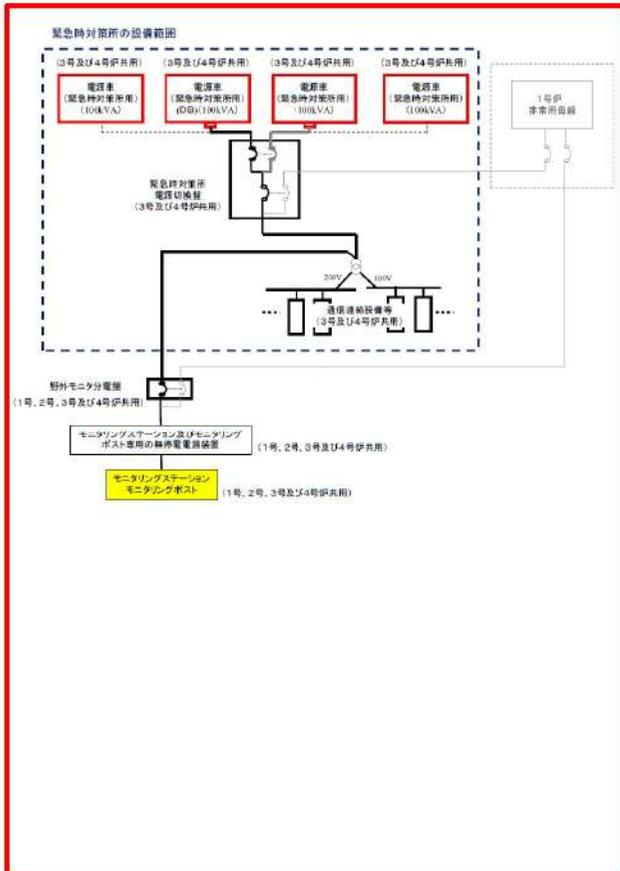 緊急時対策所の設備範囲
(3号及び4号炉共用) (3号及び4号炉共用) (3号及び4号炉共用) (3号及び4号炉共用)
電源車
(緊急時対策所用)
(100kVA)
電源車
(緊急時対策所用)
(DB)(100kVA)
電源車
(緊急時対策所用)
(100kVA)
電源車
(緊急時対策所用)
(100kVA)
1号炉
非常用母線
緊急時対策所
電源切換盤
(3号及び4号炉共用)
200V 100V
通信連絡設備等
(3号及び4号炉共用)
野外モニタ分電盤
(1号、2号、3号及び4号炉共用)
モニタリングステーション及びモニタリング
ポスト専用の無停電電源装置
(1号、2号、3号及び4号炉共用)
モニタリングステーション
モニタリングポスト
(1号、2号、3号及び4号炉共用)